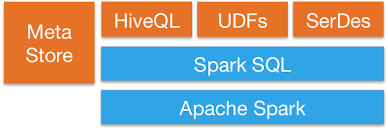 Meta
Store
HiveQL
UDFs
SerDes
Spark SQL
Apache Spark